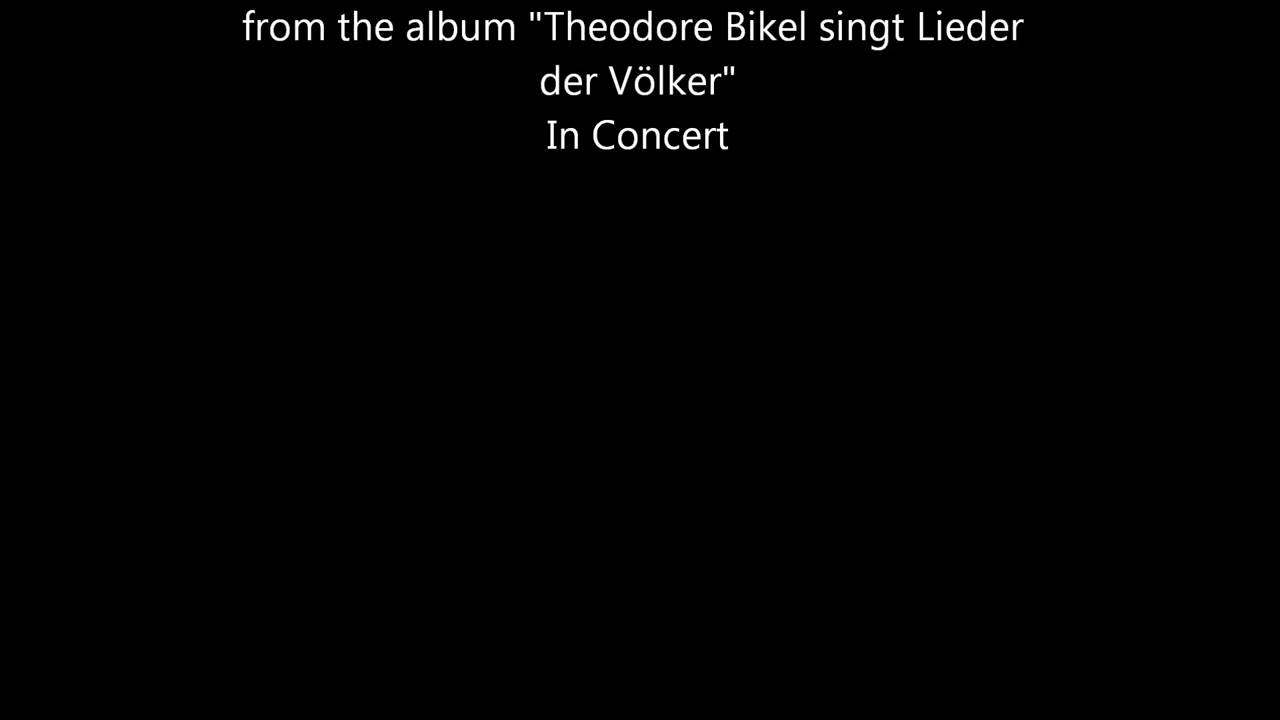 from the album "Theodore Bikel singt Lieder
der Völker"
In Concert